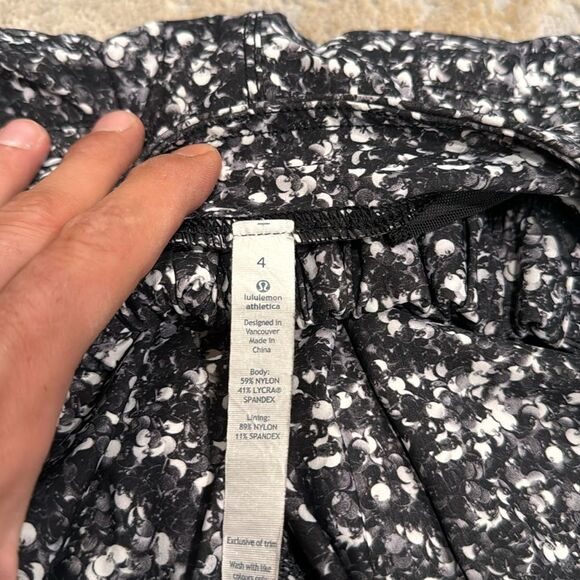 4
lululemon
athletica
Designed in
Vancouver
Made in
China
Body:
59% NYLON
41% LYCRA®
SPANDEX
Lining:
89% NYLON
11% SPANDEX
Exclusive of trim
Wash with like
colours only